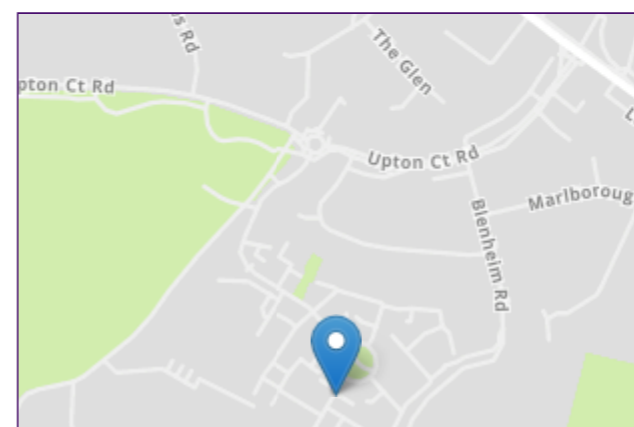 s Rd
The Glen
pton Ct Rd
Upton Ct Rd
Marlboroug
Blenheim Rd
L